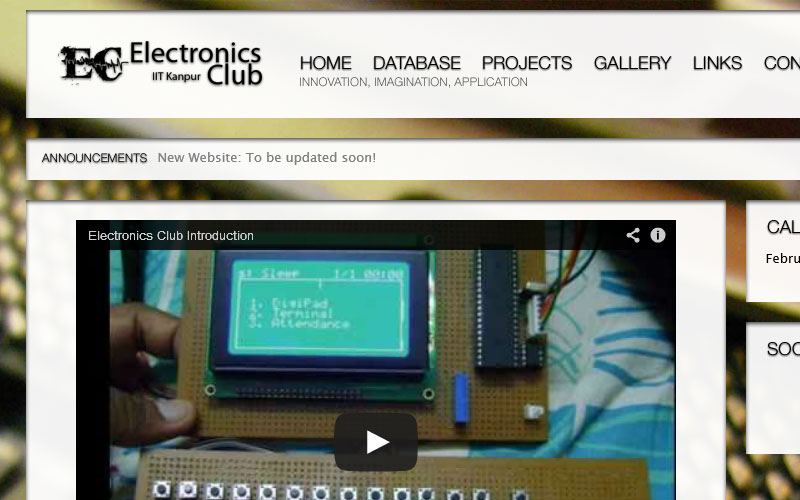 EC Electronics
IIT Kanpur Club
HOME DATABASE PROJECTS GALLERY LINKS CON
INNOVATION, IMAGINATION, APPLICATION
ANNOUNCEMENTS New Website: To be updated soon!
Electronics Club Introduction
Sleep 1/1 00:00
1. DigiPad
2. Terminal
3. Attendance
CAL
Febru
SOC